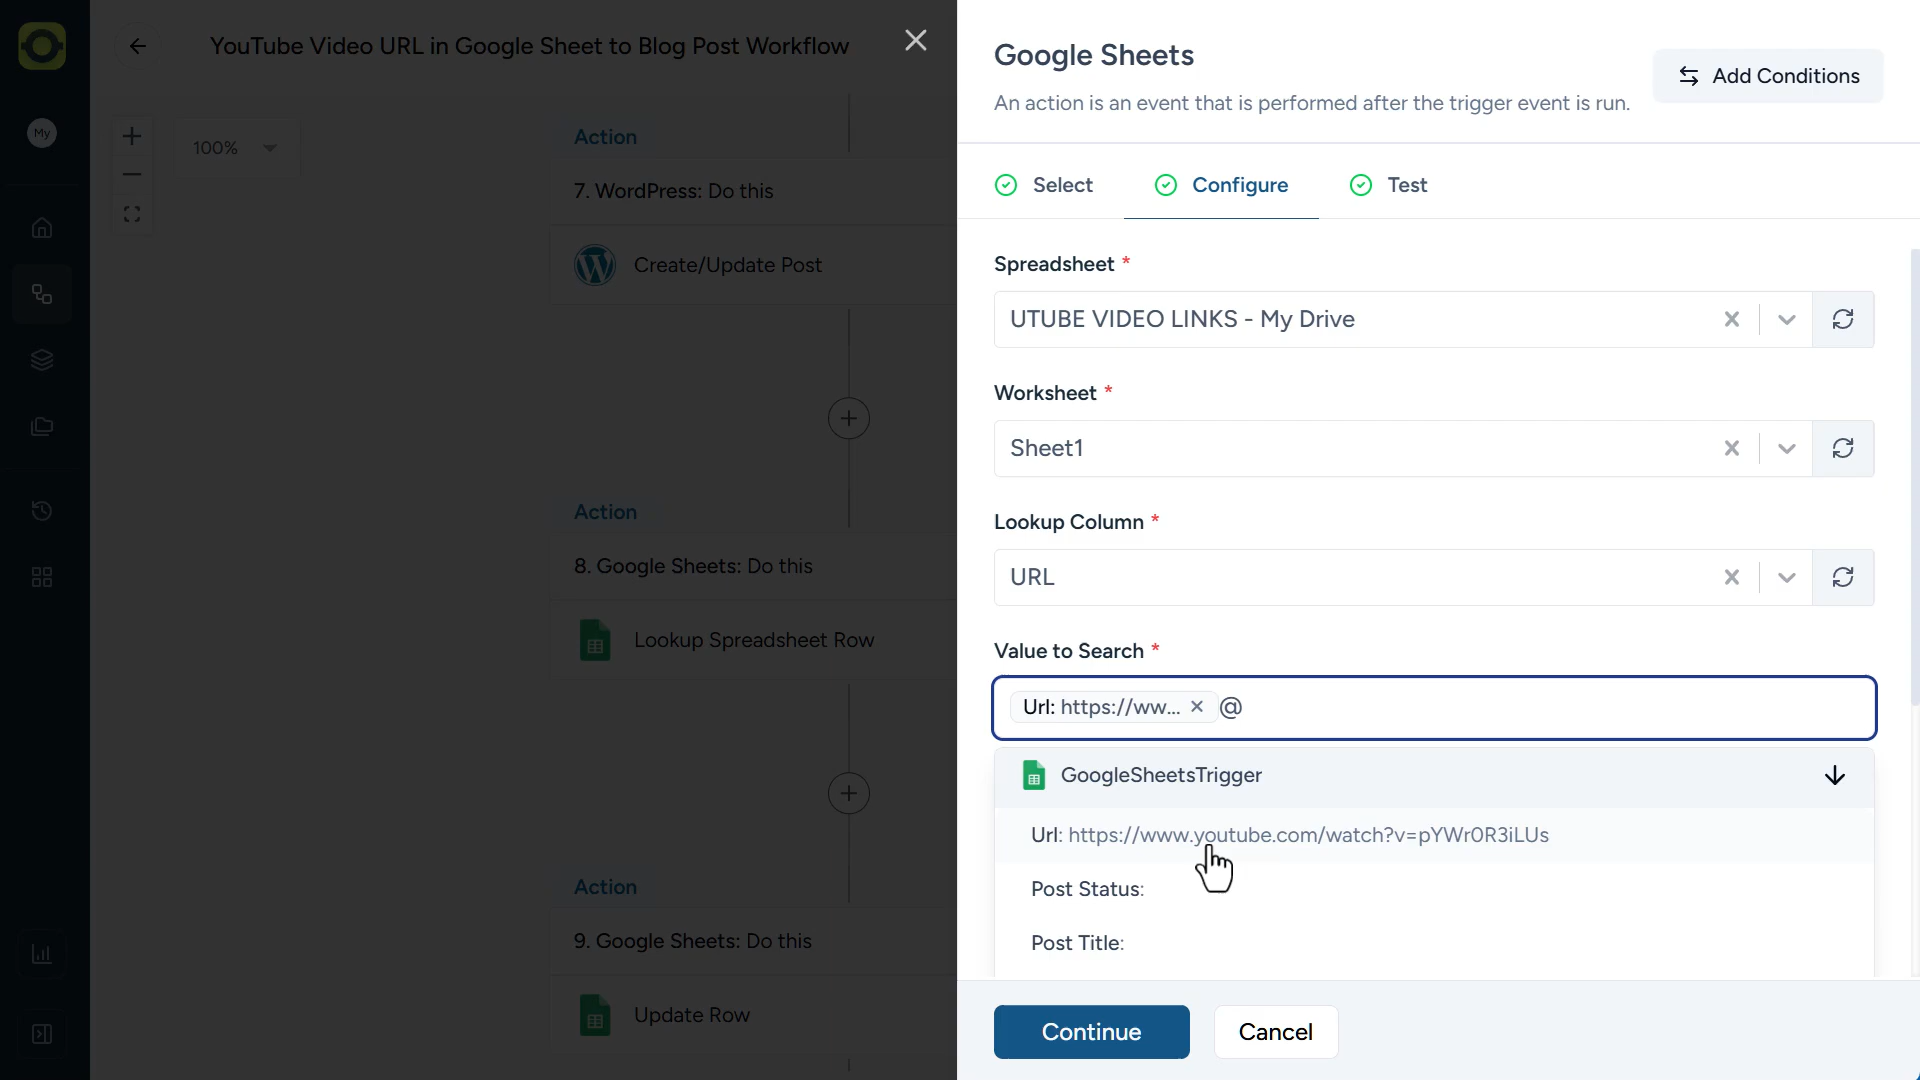 YouTube Video URL in Google Sheet to Blog Post Workflow
My
100%
Action
7. WordPress: Do this
Create/Update Post
Action
8. Google Sheets: Do this
Lookup Spreadsheet Row
Action
9. Google Sheets: Do this
Update Row
Google Sheets
An action is an event that is performed after the trigger event is run.
Add Conditions
Select
Configure
Test
Spreadsheet *
UTUBE VIDEO LINKS - My Drive
Worksheet *
Sheet1
Lookup Column *
URL
Value to Search *
Url: https://ww... @
GoogleSheetsTrigger
Url: https://www.youtube.com/watch?v=pYWr0R3iLUs
Post Status:
Post Title:
Continue
Cancel